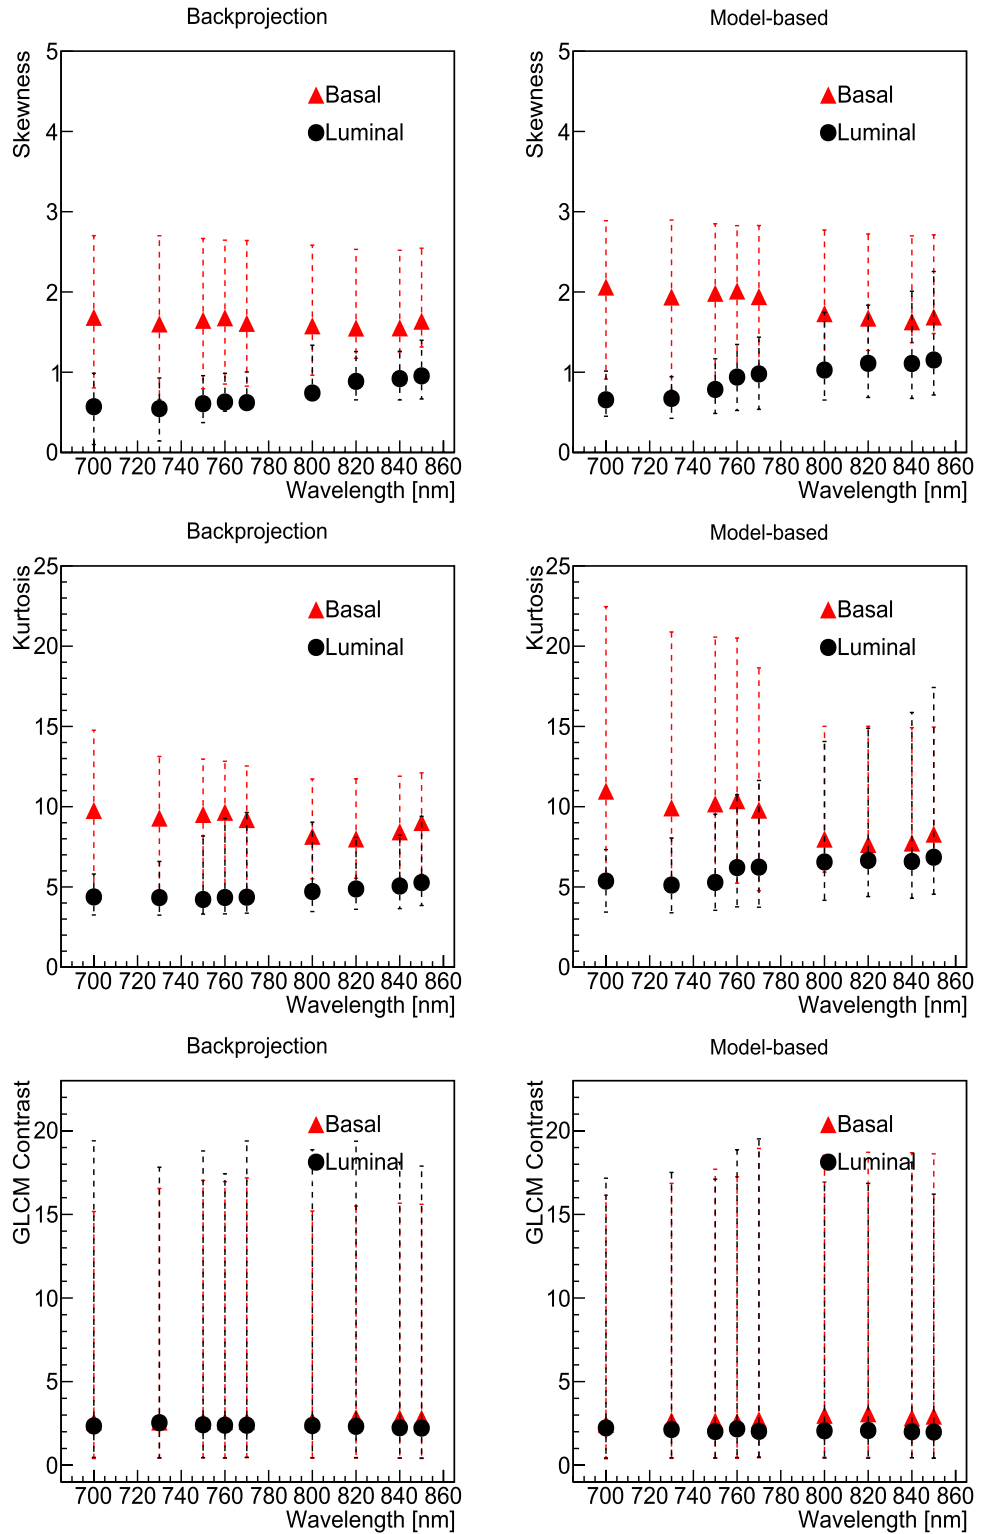 Backprojection
Model-based
Skewness
5
4
3
2
1
0
Basal
Luminal
700 720 740 760 780 800 820 840 860
Wavelength [nm]
Skewness
5
4
3
2
1
0
Basal
Luminal
700 720 740 760 780 800 820 840 860
Wavelength [nm]
Backprojection
Model-based
Kurtosis
25
20
15
10
5
0
Basal
Luminal
700 720 740 760 780 800 820 840 860
Wavelength [nm]
Kurtosis
25
20
15
10
5
0
Basal
Luminal
700 720 740 760 780 800 820 840 860
Wavelength [nm]
Backprojection
Model-based
GLCM Contrast
20
15
10
5
0
Basal
Luminal
700 720 740 760 780 800 820 840 860
Wavelength [nm]
GLCM Contrast
20
15
10
5
0
Basal
Luminal
700 720 740 760 780 800 820 840 860
Wavelength [nm]